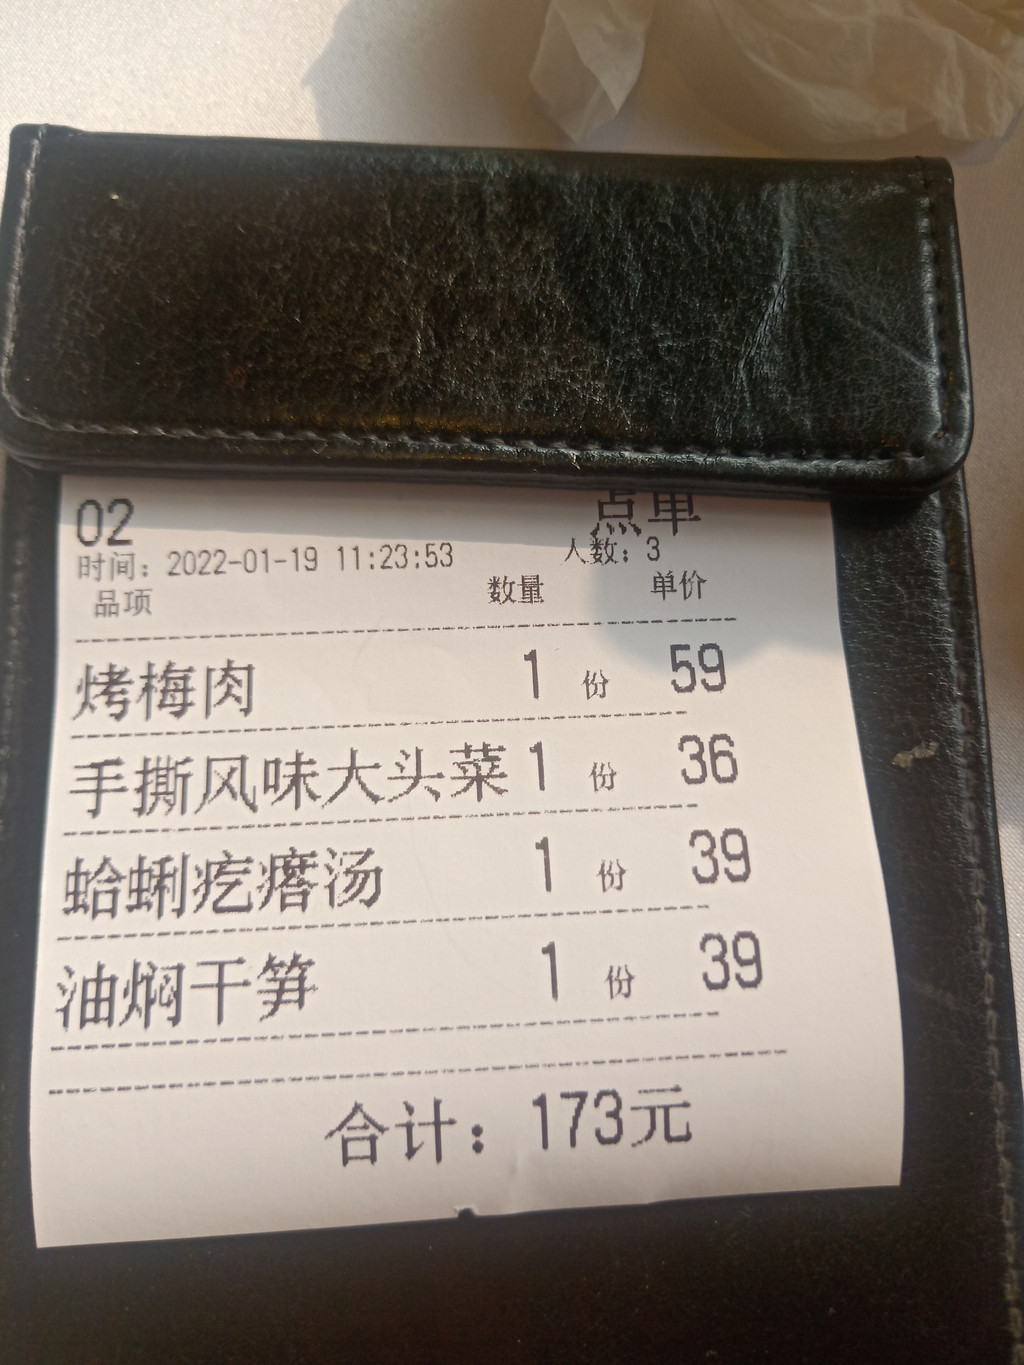 02 点单
时间：2022-01-19 11:23:53 人数：3
品项 数量 单价
烤梅肉 1 份 59
手撕风味大头菜 1 份 36
蛤蜊疙瘩汤 1 份 39
油焖干笋 1 份 39
合计：173元